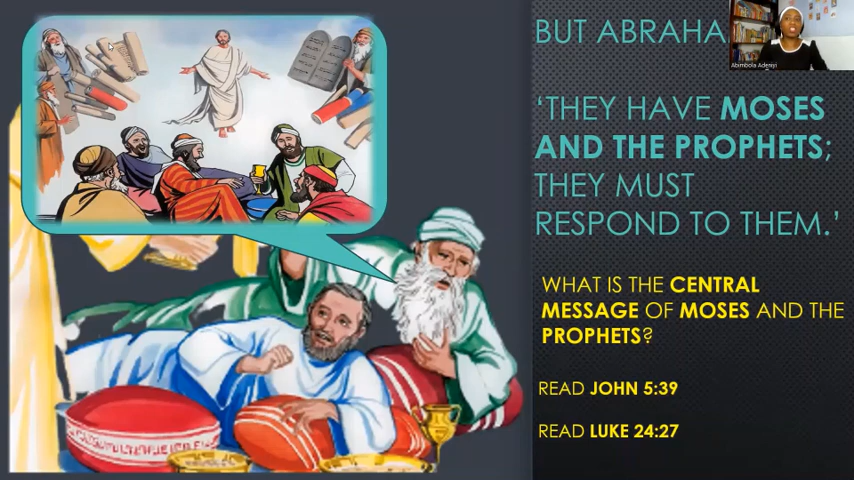 BUT ABRAHA
Abimbola Adeniyi
‘THEY HAVE MOSES
AND THE PROPHETS;
THEY MUST
RESPOND TO THEM.’
WHAT IS THE CENTRAL
MESSAGE OF MOSES AND THE
PROPHETS?
READ JOHN 5:39
READ LUKE 24:27